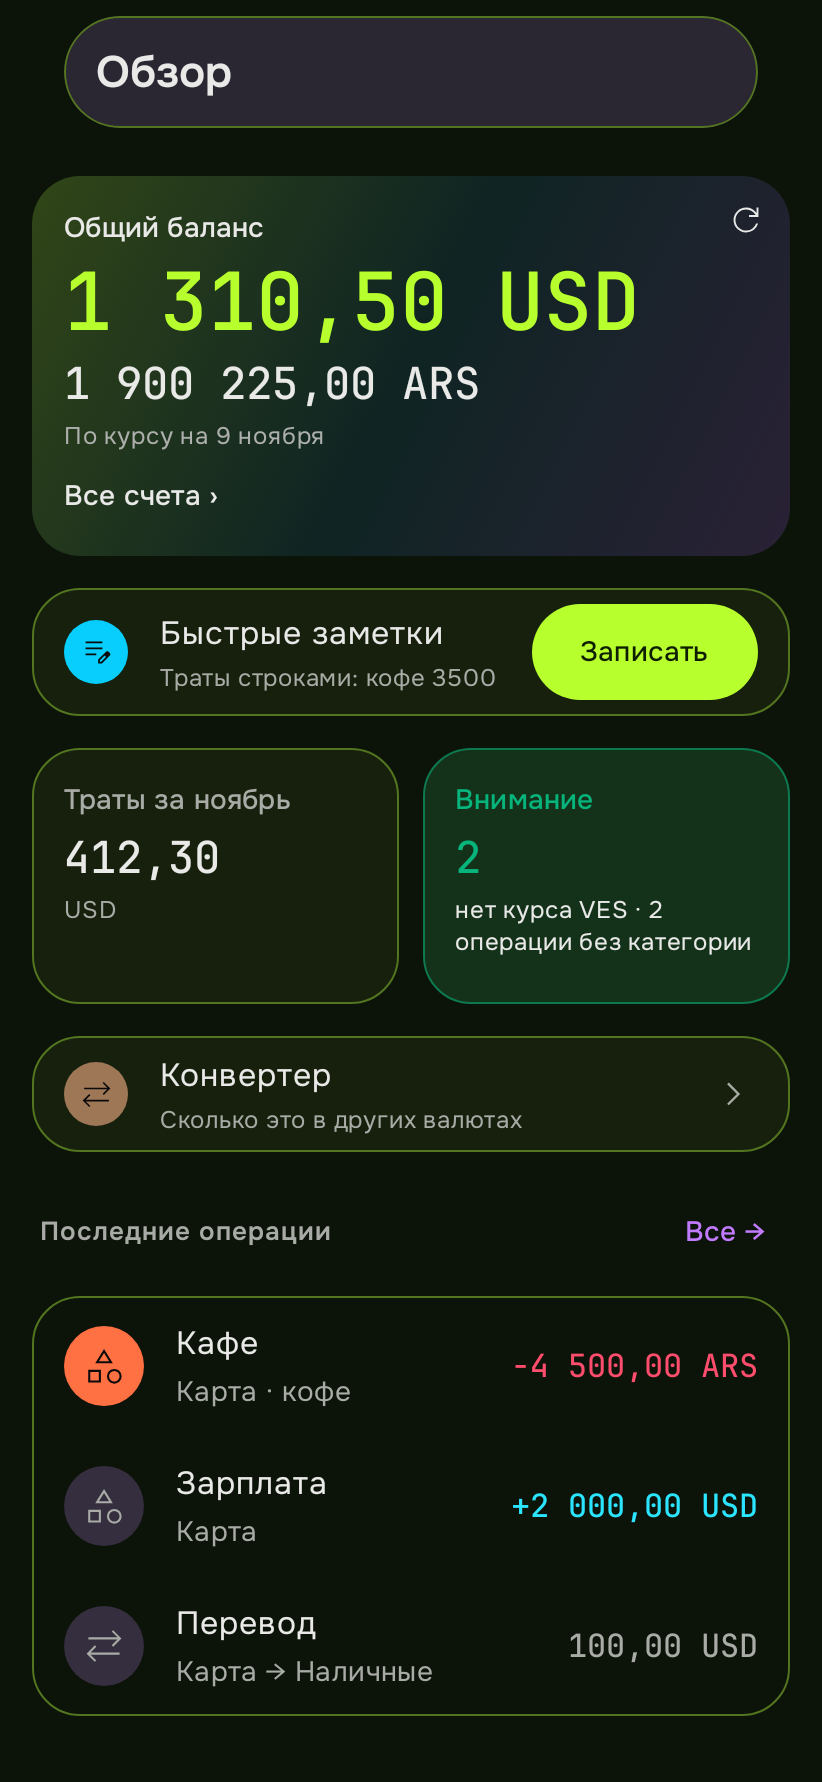 Обзор
Общий баланс
1 310,50 USD
1 900 225,00 ARS
По курсу на 9 ноября
Все счета ›
Быстрые заметки
Траты строками: кофе 3500
Записать
Траты за ноябрь
412,30
USD
Внимание
2
нет курса VES · 2
операции без категории
Конвертер
Сколько это в других валютах
Последние операции
Все →
Кафе
-4 500,00 ARS
Карта · кофе
Зарплата
+2 000,00 USD
Карта
Перевод
100,00 USD
Карта → Наличные